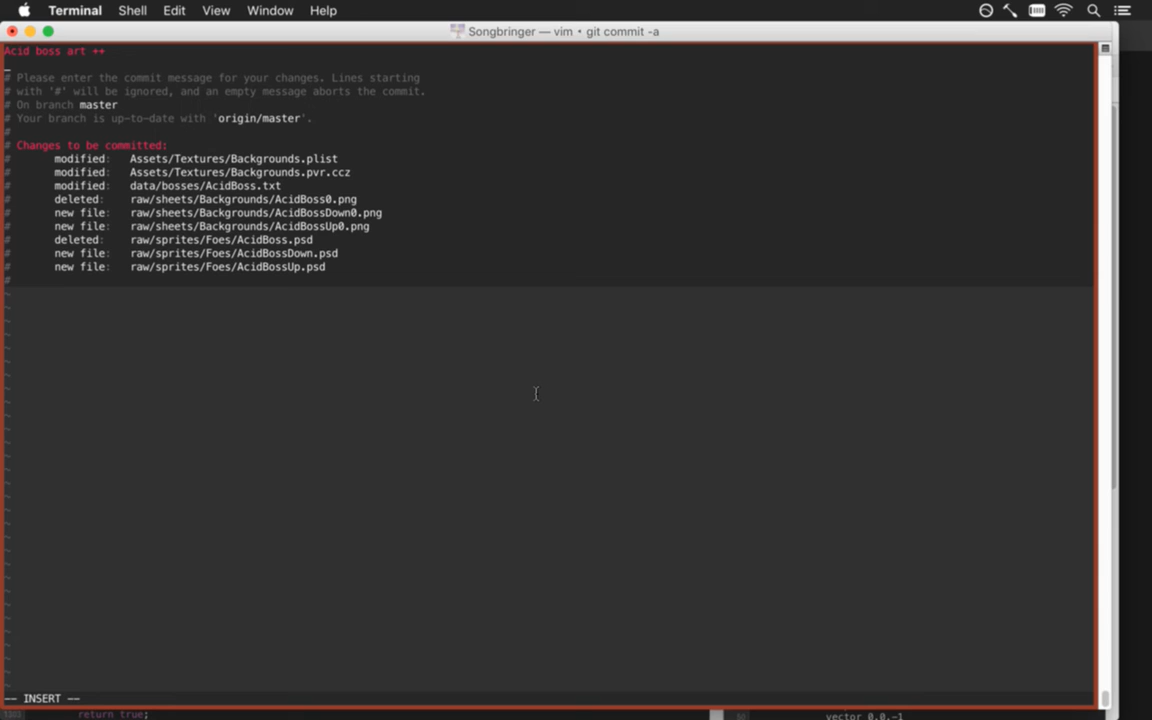 Terminal Shell Edit View Window Help
Songbringer — vim • git commit -a
Acid boss art ++
# Please enter the commit message for your changes. Lines starting
# with '#' will be ignored, and an empty message aborts the commit.
# On branch master
# Your branch is up-to-date with 'origin/master'.
#
# Changes to be committed:
#       modified:   Assets/Textures/Backgrounds.plist
#       modified:   Assets/Textures/Backgrounds.pvr.ccz
#       modified:   data/bosses/AcidBoss.txt
#       deleted:    raw/sheets/Backgrounds/AcidBoss0.png
#       new file:   raw/sheets/Backgrounds/AcidBossDown0.png
#       new file:   raw/sheets/Backgrounds/AcidBossUp0.png
#       deleted:    raw/sprites/Foes/AcidBoss.psd
#       new file:   raw/sprites/Foes/AcidBossDown.psd
#       new file:   raw/sprites/Foes/AcidBossUp.psd
#
-- INSERT --
return true;
vector 0,0,-1